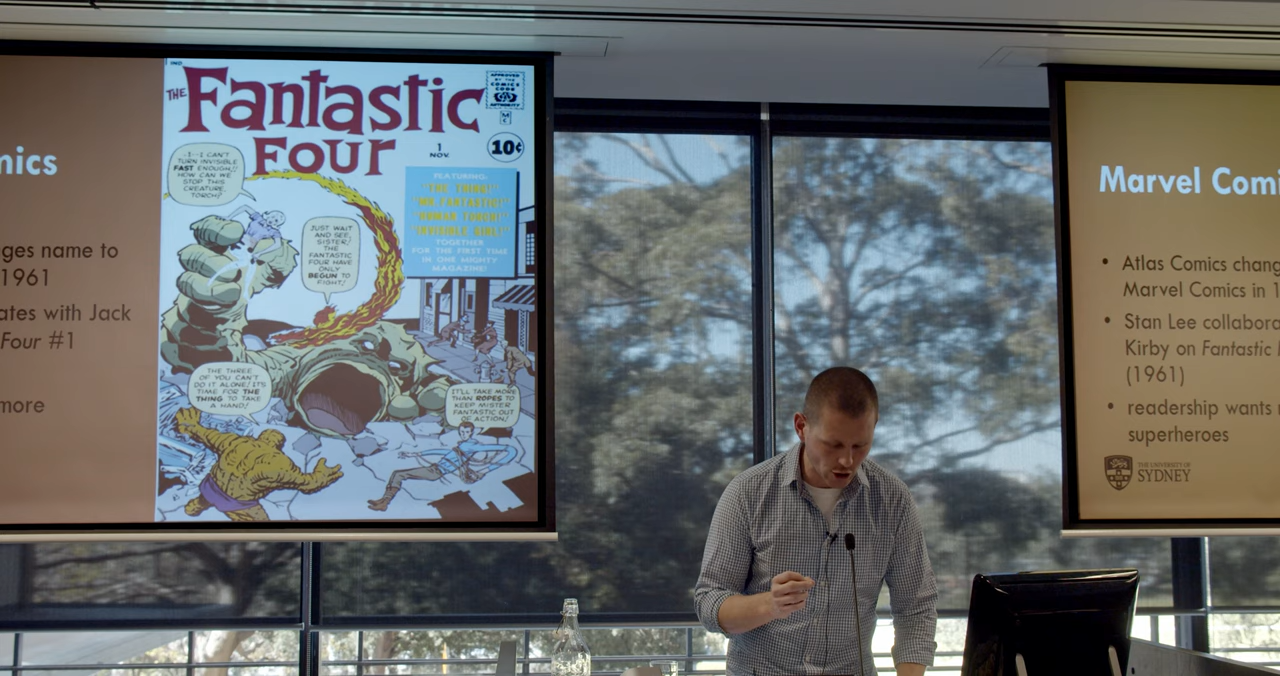 mics
ges name to
1961
ates with Jack
Four #1
more
IND.
THE
FANTASTIC
FOUR
APPROVED
BY THE
COMICS
CODE
AUTHORITY
M
C
1
NOV.
10¢
I--I CAN'T
TURN INVISIBLE
FAST ENOUGH!!
HOW CAN WE
STOP THIS
CREATURE,
TORCH?
JUST WAIT
AND SEE,
SISTER!
THE
FANTASTIC
FOUR HAVE
ONLY
BEGUN TO
FIGHT!
FEATURING:
"THE THING!"
"MR. FANTASTIC!"
"HUMAN TORCH!"
"INVISIBLE GIRL!"
TOGETHER
FOR THE FIRST TIME
IN ONE MIGHTY
MAGAZINE!
THE THREE
OF YOU CAN'T
DO IT ALONE! IT'S
TIME FOR THE
THING TO TAKE
A HAND!
IT'LL TAKE MORE
THAN ROPES TO
KEEP MISTER
FANTASTIC OUT
OF ACTION!
Marvel Comi
• Atlas Comics chang
Marvel Comics in 1
• Stan Lee collabora
Kirby on Fantastic
(1961)
• readership wants
superheroes
THE UNIVERSITY OF
SYDNEY